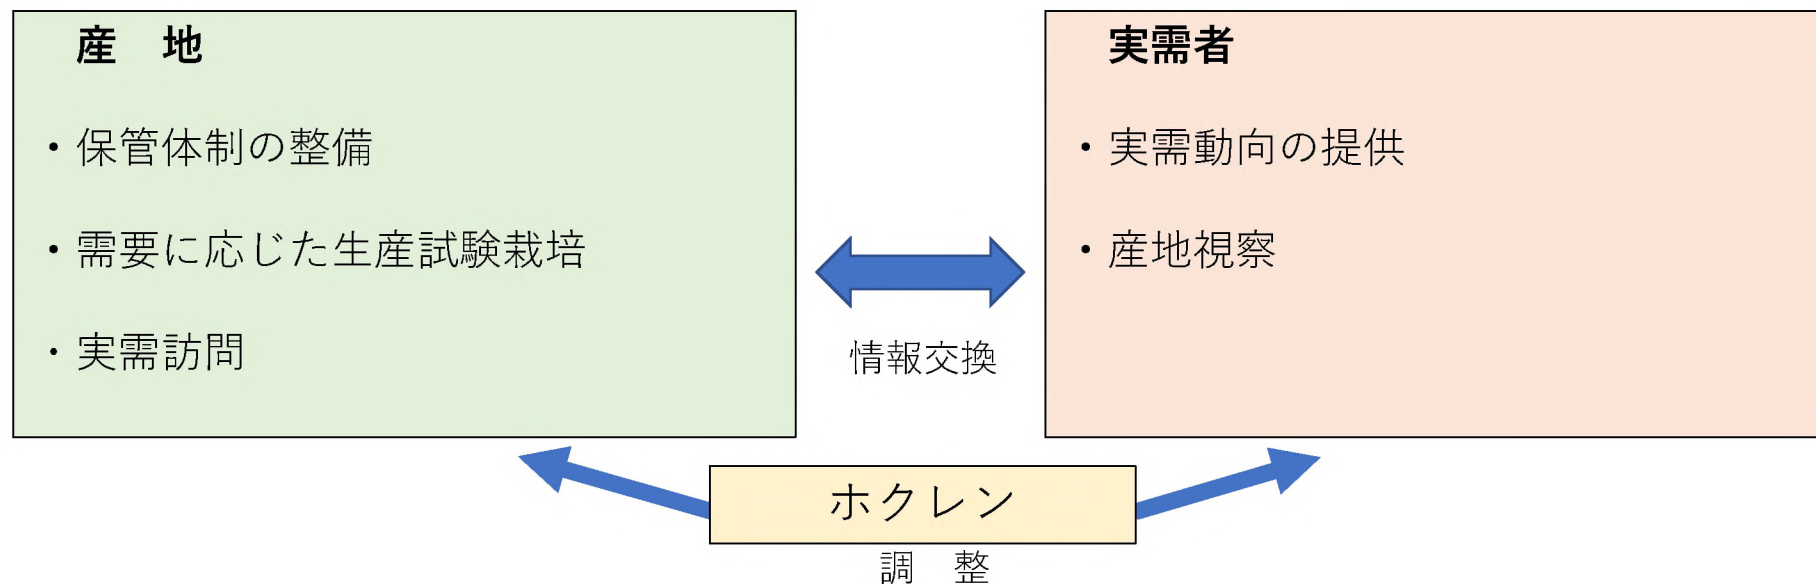 産　地
・保管体制の整備
・需要に応じた生産試験栽培
・実需訪問
情報交換
実需者
・実需動向の提供
・産地視察
ホクレン
調　整